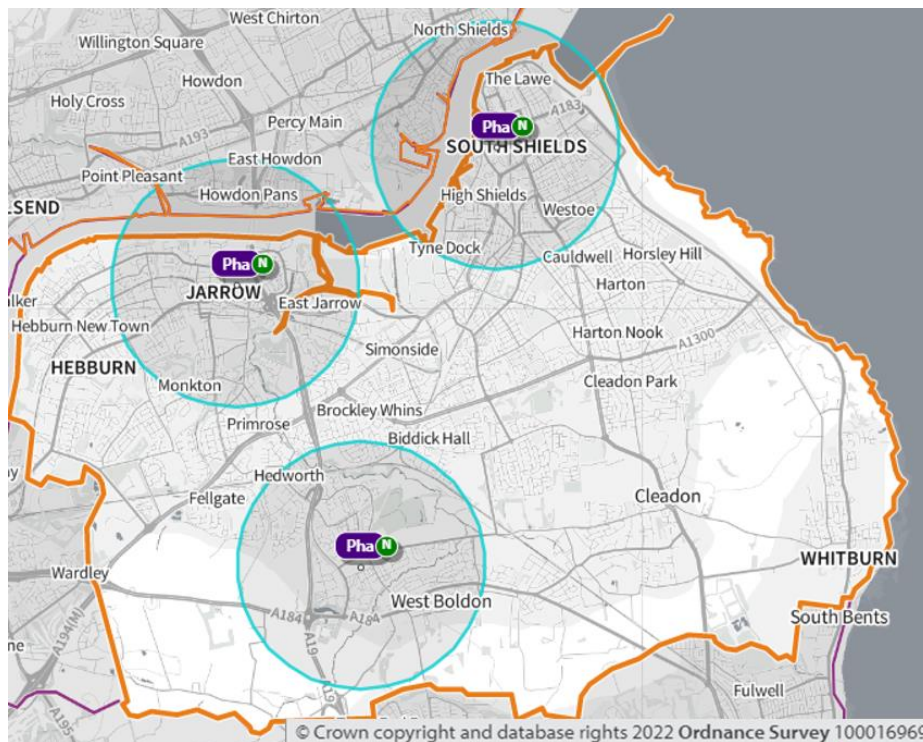 West Chirton
North Shields
Willington Square
Howdon
The Lawe
Holy Cross
A183
Percy Main
A193
Pha N
SOUTH SHIELDS
East Howdon
Point Pleasant
Howdon Pans
High Shields
LSEND
Westoe
Tyne Dock
Cauldwell
Horsley Hill
Pha N
Harton
JARROW
East Jarrow
alker
Hebburn New Town
Harton Nook
A1300
Simonside
HEBBURN
Cleadon Park
Monkton
Brockley Whins
Primrose
Biddick Hall
Hedworth
Fellgate
Cleadon
Pha N
WHITBURN
Wardley
West Boldon
A184
A184
South Bents
A194(M)
A19
ne
A19
Fulwell
A195
© Crown copyright and database rights 2022 Ordnance Survey 100016969